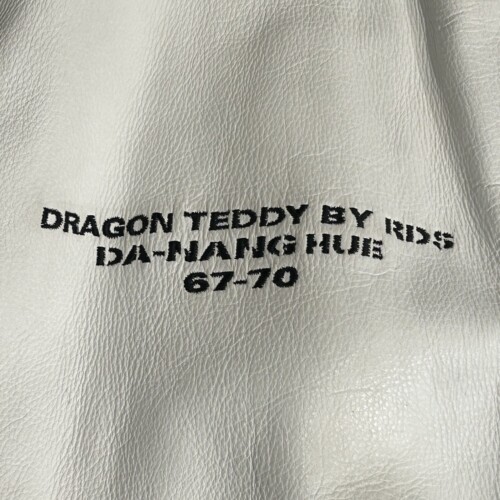 DRAGON TEDDY BY RDS
DA-NANG HUE
67-70